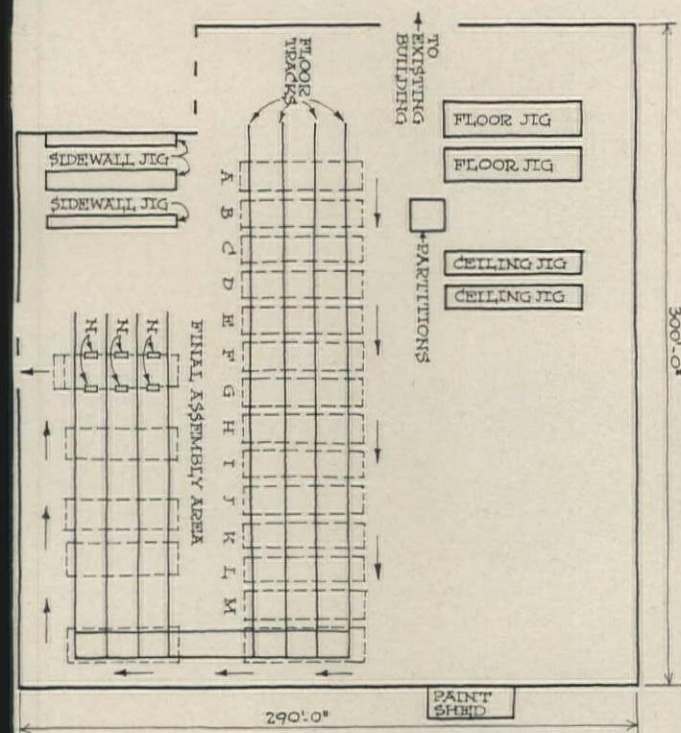 TO
EXISTING
BUILDING
FLOOR
TRACKS
FLOOR JIG
FLOOR JIG
SIDEWALL JIG
SIDEWALL JIG
PARTITIONS
CEILING JIG
CEILING JIG
A
B
C
D
E
F
G
H
I
J
K
L
M
N
N
N
FINAL ASSEMBLY AREA
300'-0"
PAINT
SHED
290'-0"